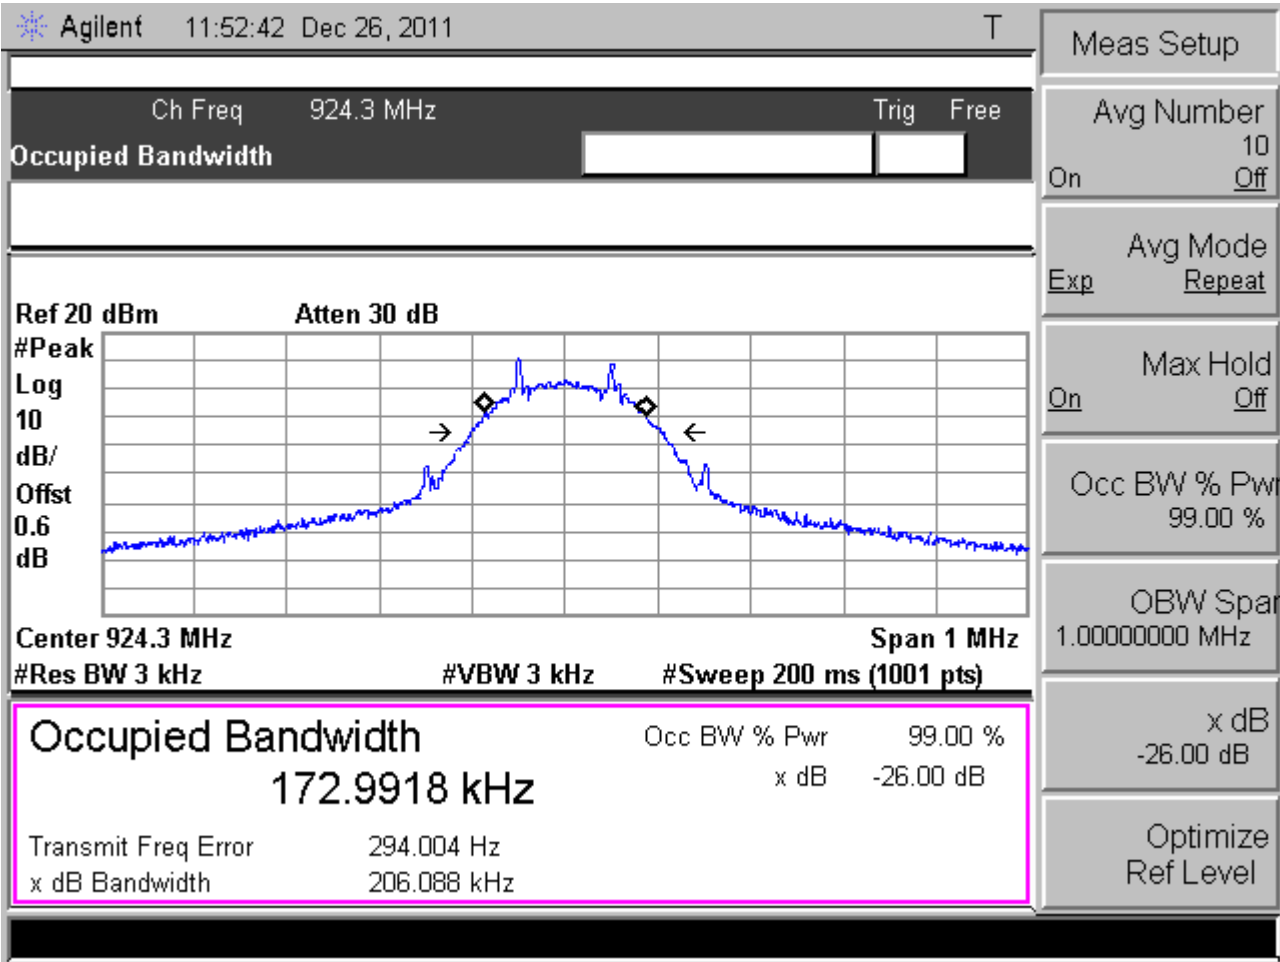 Agilent 11:52:42 Dec 26, 2011 T
Ch Freq 924.3 MHz Trig Free
Occupied Bandwidth
Ref 20 dBm Atten 30 dB
#Peak
Log
10
dB/
Offst
0.6
dB
Center 924.3 MHz Span 1 MHz
#Res BW 3 kHz #VBW 3 kHz #Sweep 200 ms (1001 pts)
Occupied Bandwidth Occ BW % Pwr 99.00 %
172.9918 kHz x dB -26.00 dB
Transmit Freq Error 294.004 Hz
x dB Bandwidth 206.088 kHz
Meas Setup
Avg Number
10
On Off
Avg Mode
Exp Repeat
Max Hold
On Off
Occ BW % Pwr
99.00 %
OBW Span
1.00000000 MHz
x dB
-26.00 dB
Optimize
Ref Level